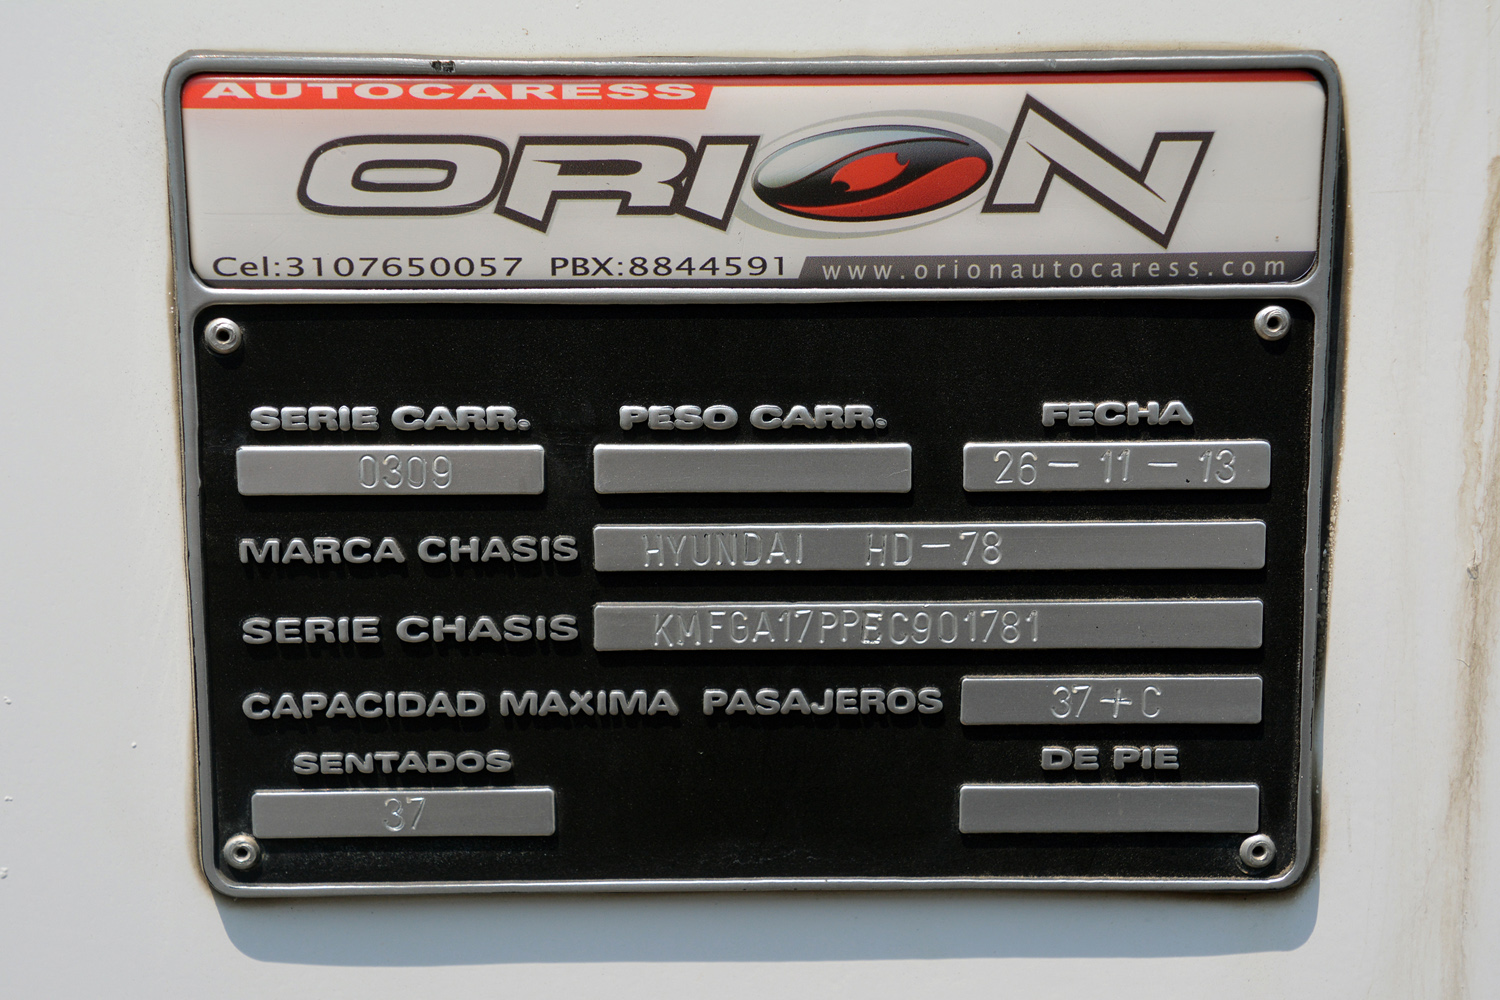 AUTOCARESS
ORION
Cel:3107650057 PBX:8844591 www.orionautocaress.com
SERIE CARR. PESO CARR. FECHA
0309 26-11-13
MARCA CHASIS HYUNDAI HD-78
SERIE CHASIS KMFGA17PPEC901781
CAPACIDAD MAXIMA PASAJEROS 37+C
SENTADOS DE PIE
37